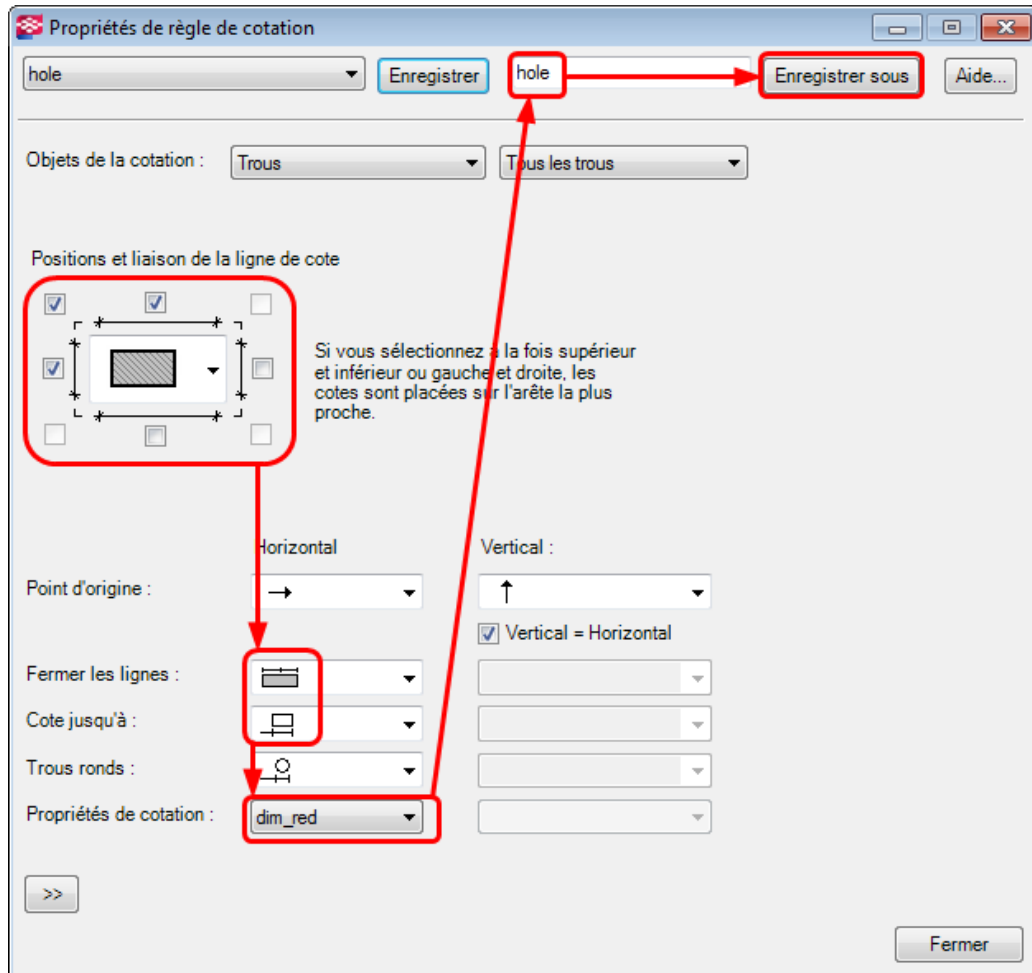 Propriétés de règle de cotation
hole Enregistrer hole Enregistrer sous Aide...
Objets de la cotation : Trous Tous les trous
Positions et liaison de la ligne de cote
Si vous sélectionnez à la fois supérieur
et inférieur ou gauche et droite, les
cotes sont placées sur l'arête la plus
proche.
Horizontal Vertical :
Point d'origine :
Vertical = Horizontal
Fermer les lignes :
Cote jusqu'à :
Trous ronds :
Propriétés de cotation : dim_red
>>
Fermer